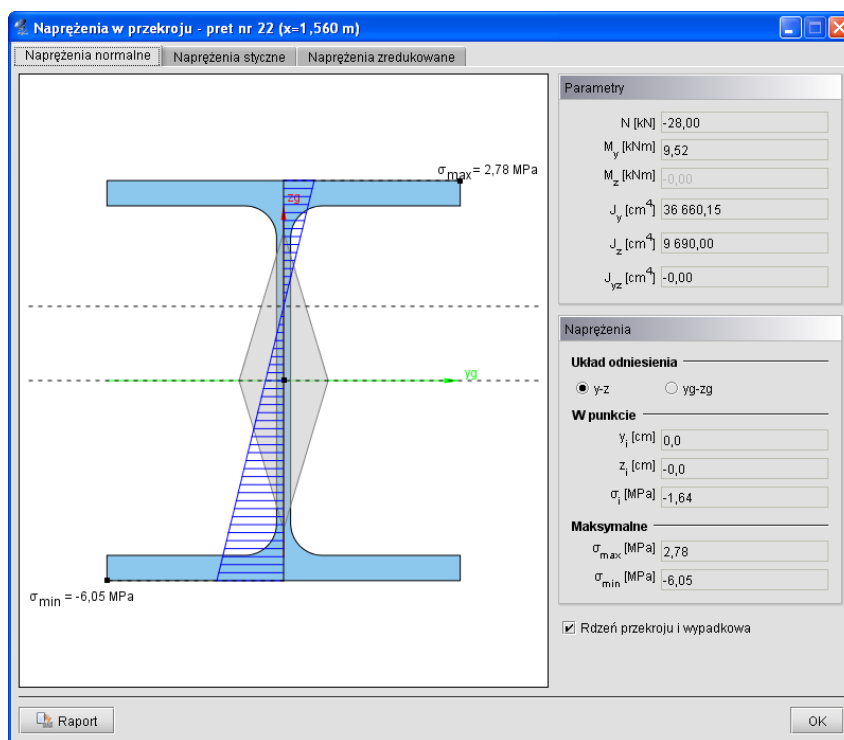 Naprężenia w przekroju - pret nr 22 (x=1,560 m)
Naprężenia normalne
Naprężenia styczne
Naprężenia zredukowane
σmax = 2,78 MPa
zg
yg
σmin = -6,05 MPa
Parametry
N [kN] -28,00
My [kNm] 9,52
Mz [kNm] -0,00
Jy [cm4] 36 660,15
Jz [cm4] 9 690,00
Jyz [cm4] -0,00
Naprężenia
Układ odniesienia
y-z
yg-zg
W punkcie
yi [cm] 0,0
zi [cm] -0,0
σi [MPa] -1,64
Maksymalne
σmax [MPa] 2,78
σmin [MPa] -6,05
Rdzeń przekroju i wypadkowa
Raport
OK